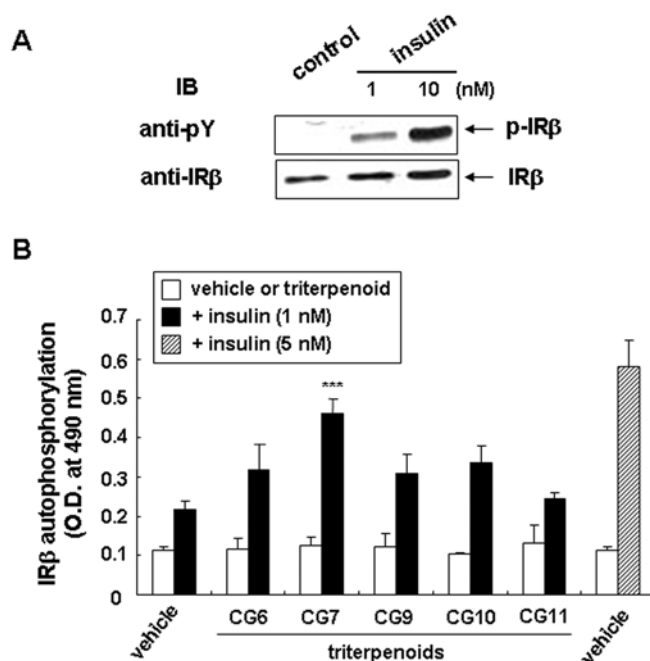 A
control
insulin
IB
1 10 (nM)
anti-pY
p-IRβ
anti-IRβ
IRβ
B
vehicle or triterpenoid
+ insulin (1 nM)
+ insulin (5 nM)
IRβ autophosphorylation
(O.D. at 490 nm)
0.7
0.6
0.5
0.4
0.3
0.2
0.1
0
***
vehicle
CG6 CG7 CG9 CG10 CG11
vehicle
triterpenoids